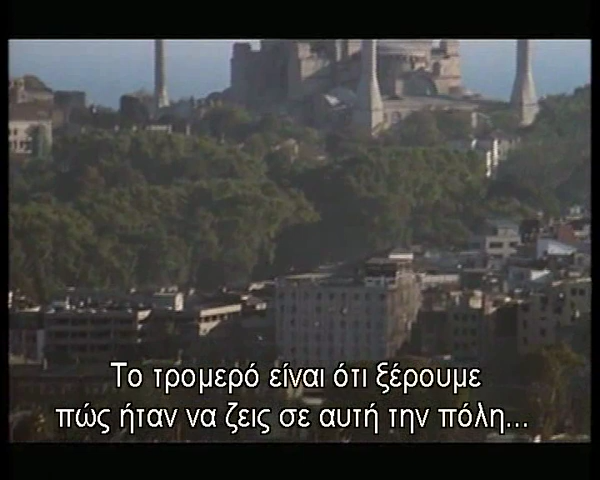 Το τρομερό είναι ότι ξέρουμε
πώς ήταν να ζεις σε αυτή την πόλη...